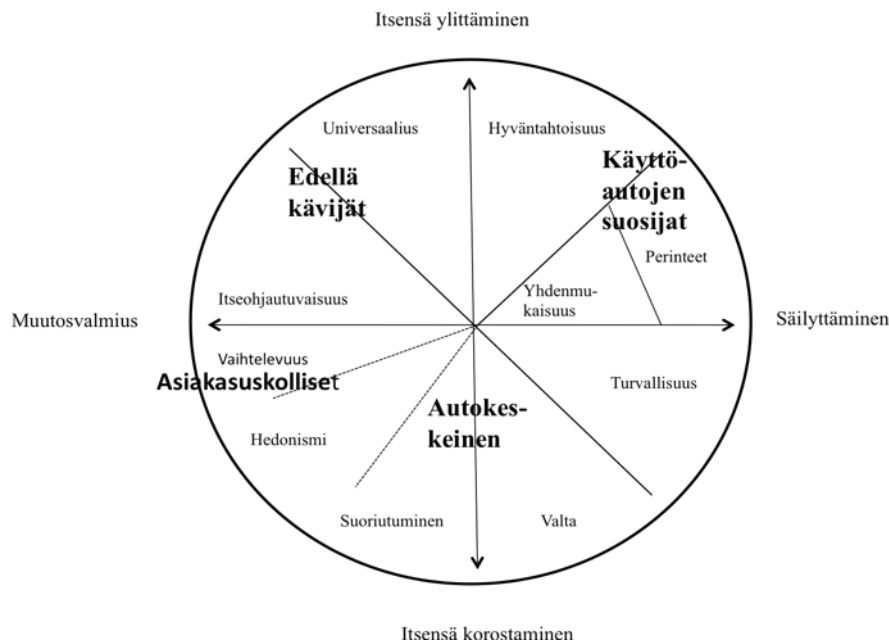 Itsensä ylittäminen
Universaalius
Hyväntahtoisuus
Edellä
kävijät
Käyttö-
autojen
suosijat
Perinteet
Itseohjautuvaisuus
Yhdenmu-
kaisuus
Muutosvalmius
Säilyttäminen
Vaihtelevuus
Asiakasuskolliset
Turvallisuus
Autokes-
keinen
Hedonismi
Suoriutuminen
Valta
Itsensä korostaminen